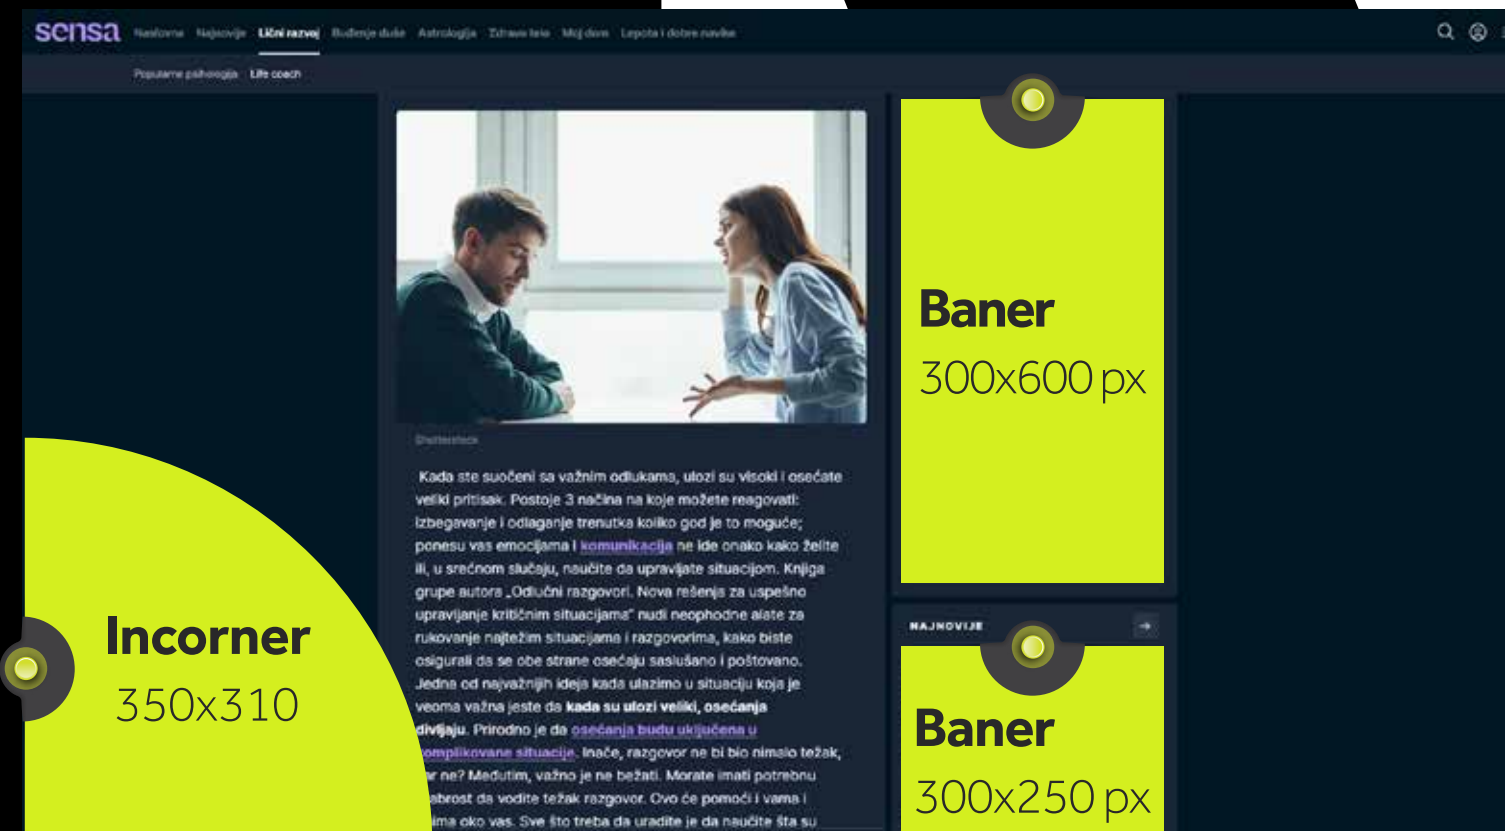 sensa
Naslovna Najnovije Lični razvoj Buđenje duše Astrologija Zdravo telo Moj dom Lepota i dobre navike
Popularna psihologija Life coach
Shutterstock
Kada ste suočeni sa važnim odlukama, ulozi su visoki i osećate
veliki pritisak. Postoje 3 načina na koje možete reagovati:
izbegavanje i odlaganje trenutka koliko god je to moguće;
ponesu vas emocijama i komunikacija ne ide onako kako želite
ili, u srećnom slučaju, naučite da upravljate situacijom. Knjiga
grupe autora „Odlučni razgovori. Nova rešenja za uspešno
upravljanje kritičnim situacijama" nudi neophodne alate za
rukovanje najtežim situacijama i razgovorima, kako biste
osigurali da se obe strane osećaju saslušano i poštovano.
Jedna od najvažnijih ideja kada ulazimo u situaciju koja je
veoma važna jeste da kada su ulozi veliki, osećanja
divljaju. Prirodno je da osećanja budu uključena u
omplikovane situacije. Inače, razgovor ne bi bio nimalo težak,
ar ne? Međutim, važno je ne bežati. Morate imati potrebnu
abrost da vodite težak razgovor. Ovo će pomoći i vama i
ima oko vas. Sve što treba da uradite je da naučite šta su
Incorner
350x310
Baner
300x600 px
NAJNOVIJE
Baner
300x250 px